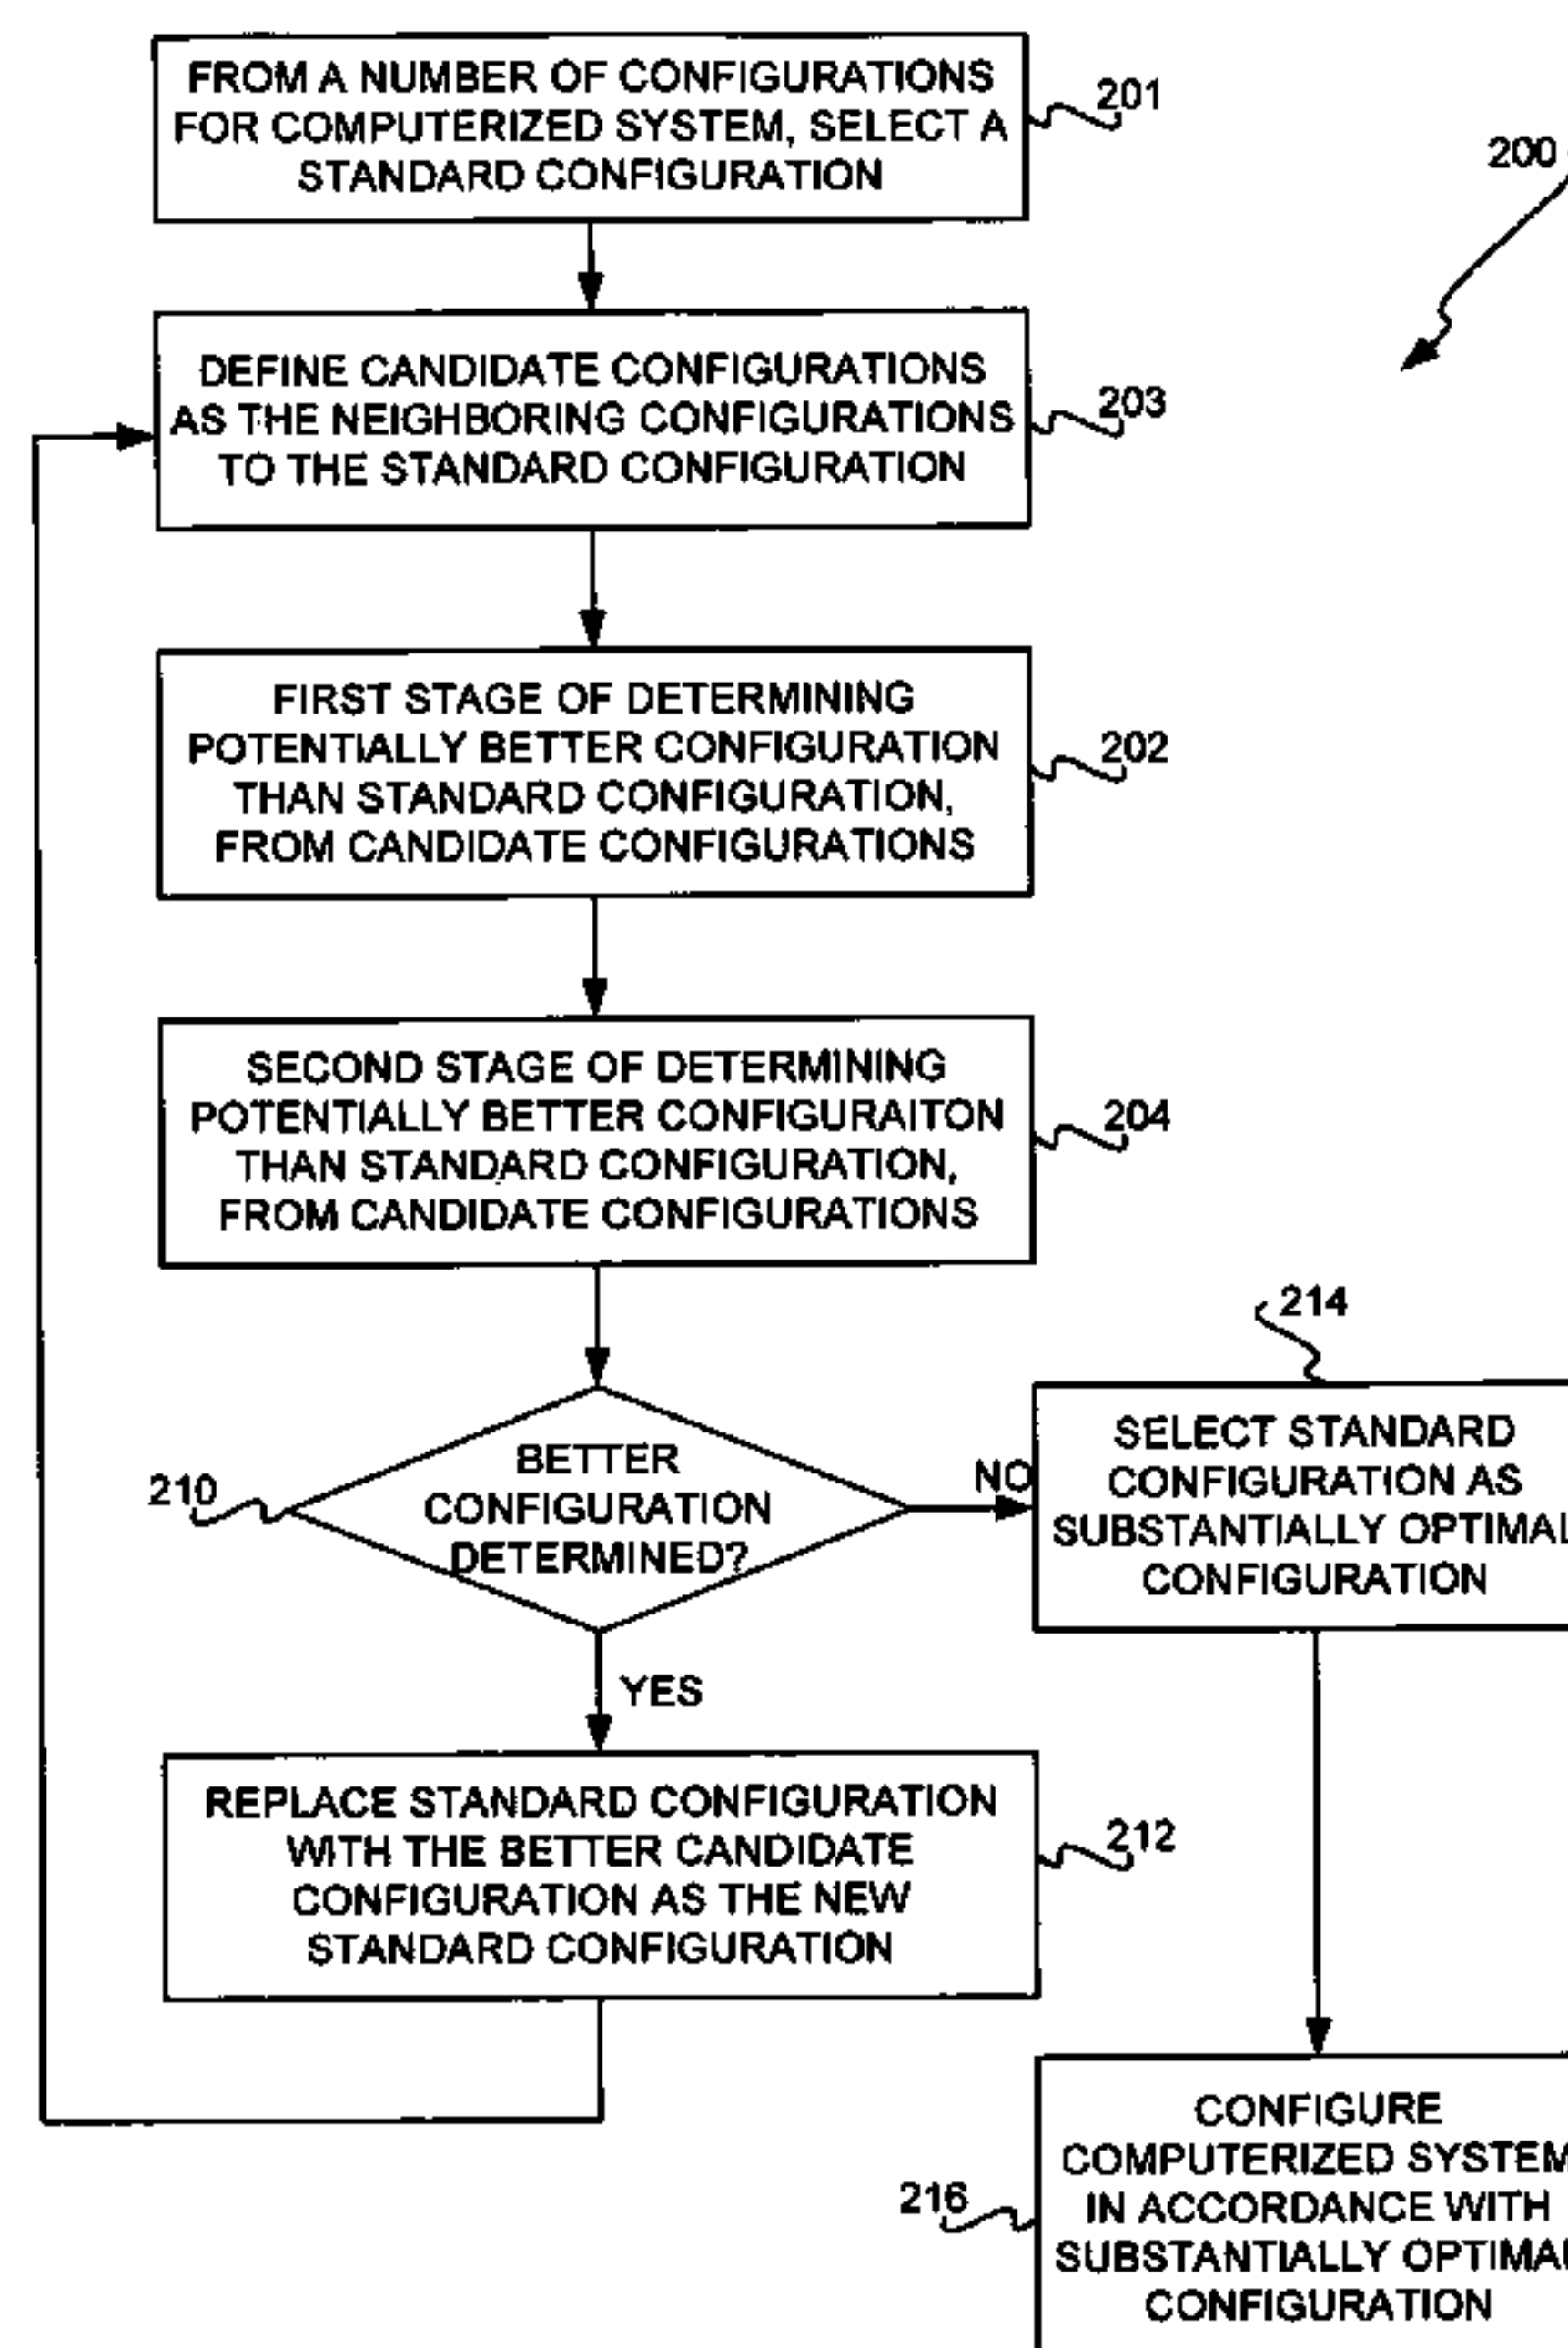 FROM A NUMBER OF CONFIGURATIONS
FOR COMPUTERIZED SYSTEM, SELECT A
STANDARD CONFIGURATION
201
200
DEFINE CANDIDATE CONFIGURATIONS
AS THE NEIGHBORING CONFIGURATIONS
TO THE STANDARD CONFIGURATION
203
FIRST STAGE OF DETERMINING
POTENTIALLY BETTER CONFIGURATION
THAN STANDARD CONFIGURATION,
FROM CANDIDATE CONFIGURATIONS
202
SECOND STAGE OF DETERMINING
POTENTIALLY BETTER CONFIGURAITON
THAN STANDARD CONFIGURATION,
FROM CANDIDATE CONFIGURATIONS
204
210
BETTER
CONFIGURATION
DETERMINED?
NO
YES
214
SELECT STANDARD
CONFIGURATION AS
SUBSTANTIALLY OPTIMAL
CONFIGURATION
REPLACE STANDARD CONFIGURATION
WITH THE BETTER CANDIDATE
CONFIGURATION AS THE NEW
STANDARD CONFIGURATION
212
216
CONFIGURE
COMPUTERIZED SYSTEM
IN ACCORDANCE WITH
SUBSTANTIALLY OPTIMAL
CONFIGURATION